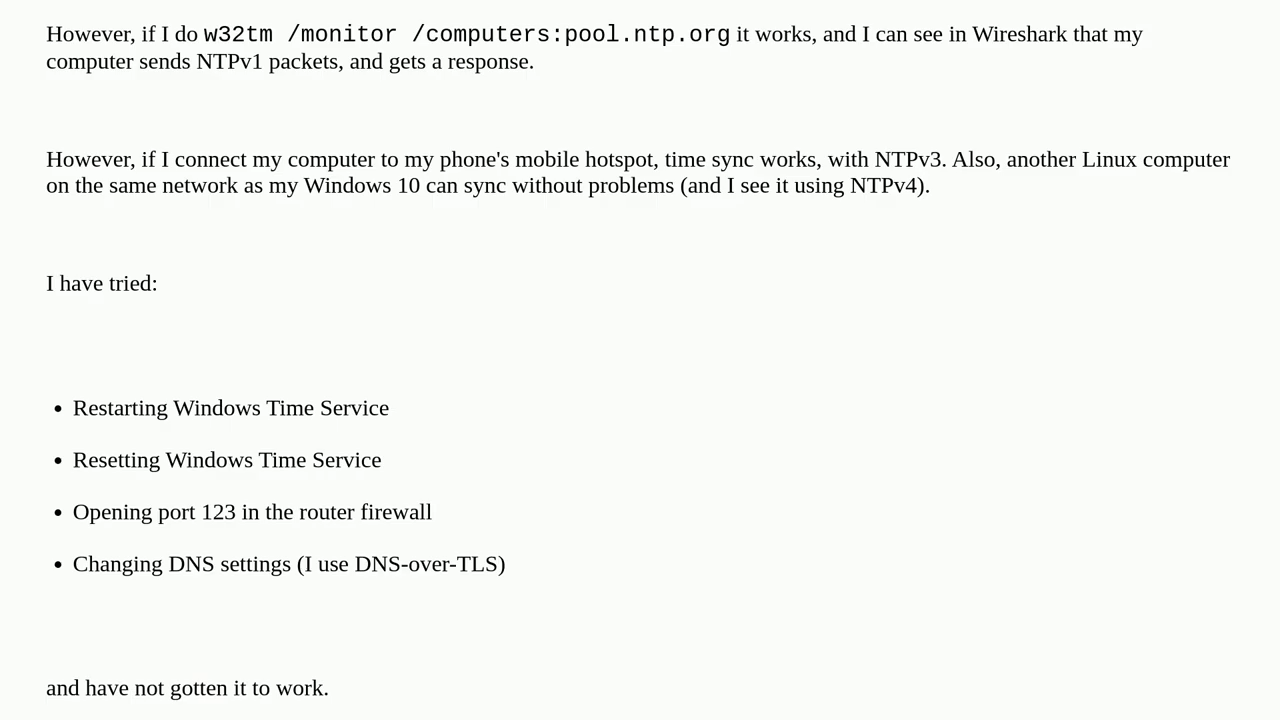 However, if I do w32tm /monitor /computers:pool.ntp.org it works, and I can see in Wireshark that my
computer sends NTPv1 packets, and gets a response.
However, if I connect my computer to my phone's mobile hotspot, time sync works, with NTPv3. Also, another Linux computer
on the same network as my Windows 10 can sync without problems (and I see it using NTPv4).
I have tried:
• Restarting Windows Time Service
• Resetting Windows Time Service
• Opening port 123 in the router firewall
• Changing DNS settings (I use DNS-over-TLS)
and have not gotten it to work.